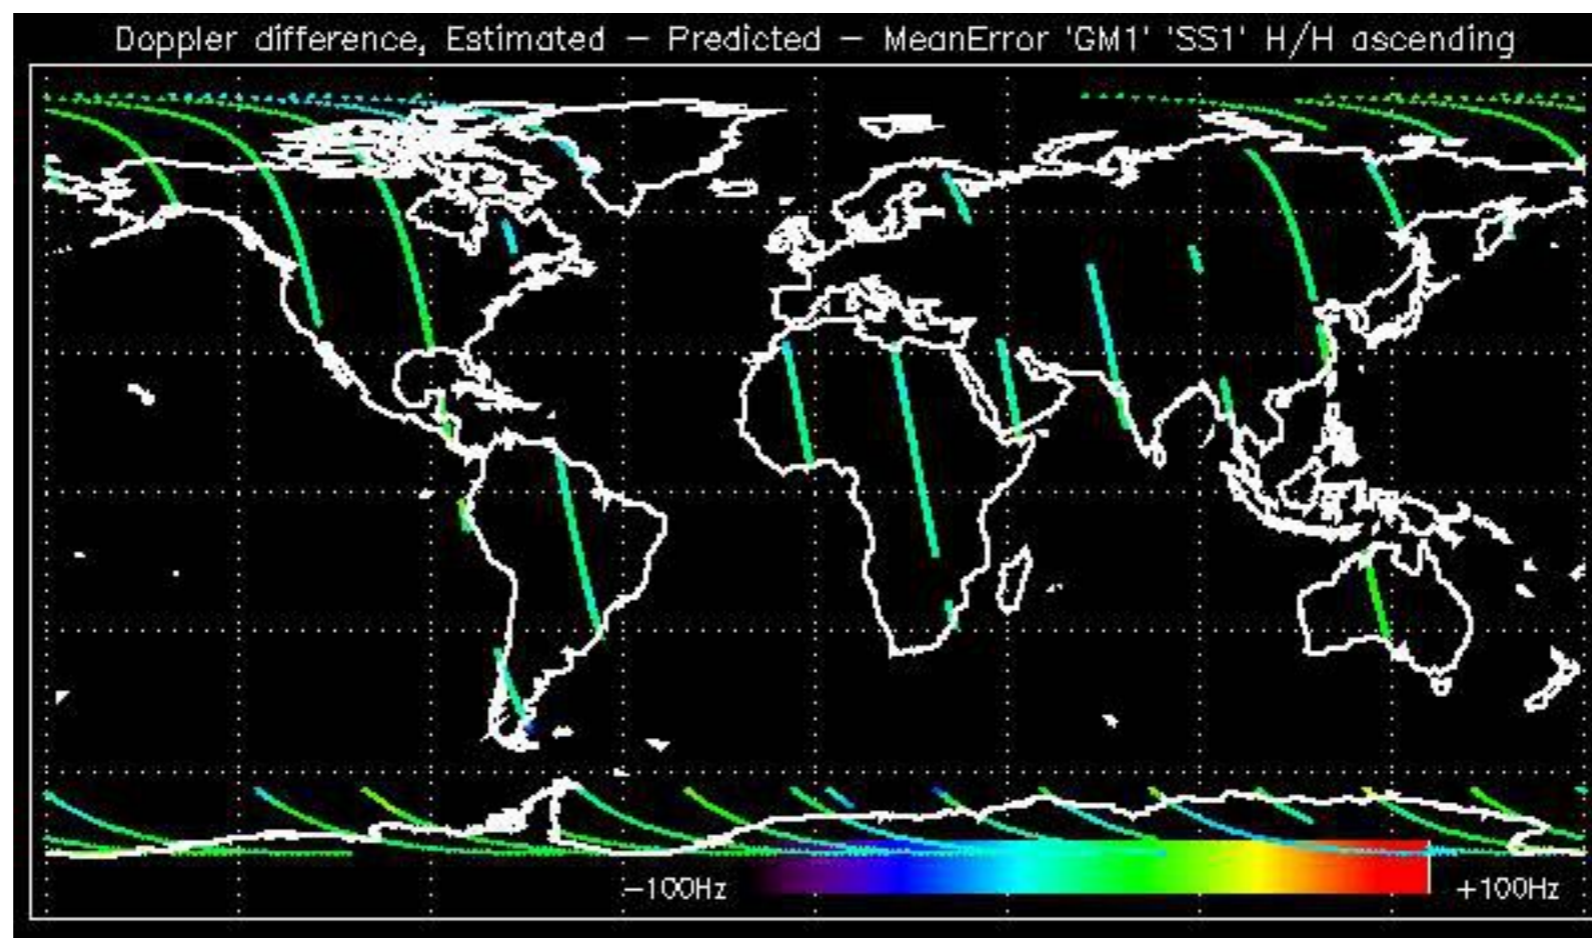 Doppler difference, Estimated – Predicted – MeanError 'GM1' 'SS1' H/H ascending
–100Hz +100Hz